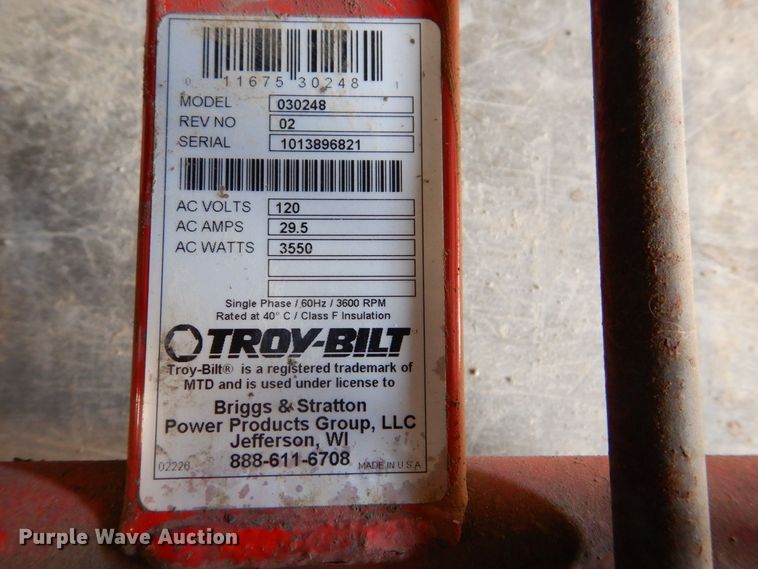 0 11675 30248 1
MODEL 030248
REV NO 02
SERIAL 1013896821
AC VOLTS 120
AC AMPS 29.5
AC WATTS 3550
Single Phase / 60Hz / 3600 RPM
Rated at 40° C / Class F Insulation
TROY-BILT
Troy-Bilt® is a registered trademark of
MTD and is used under license to
Briggs & Stratton
Power Products Group, LLC
Jefferson, WI
888-611-6708
02226 MADE IN U.S.A.
Purple Wave Auction